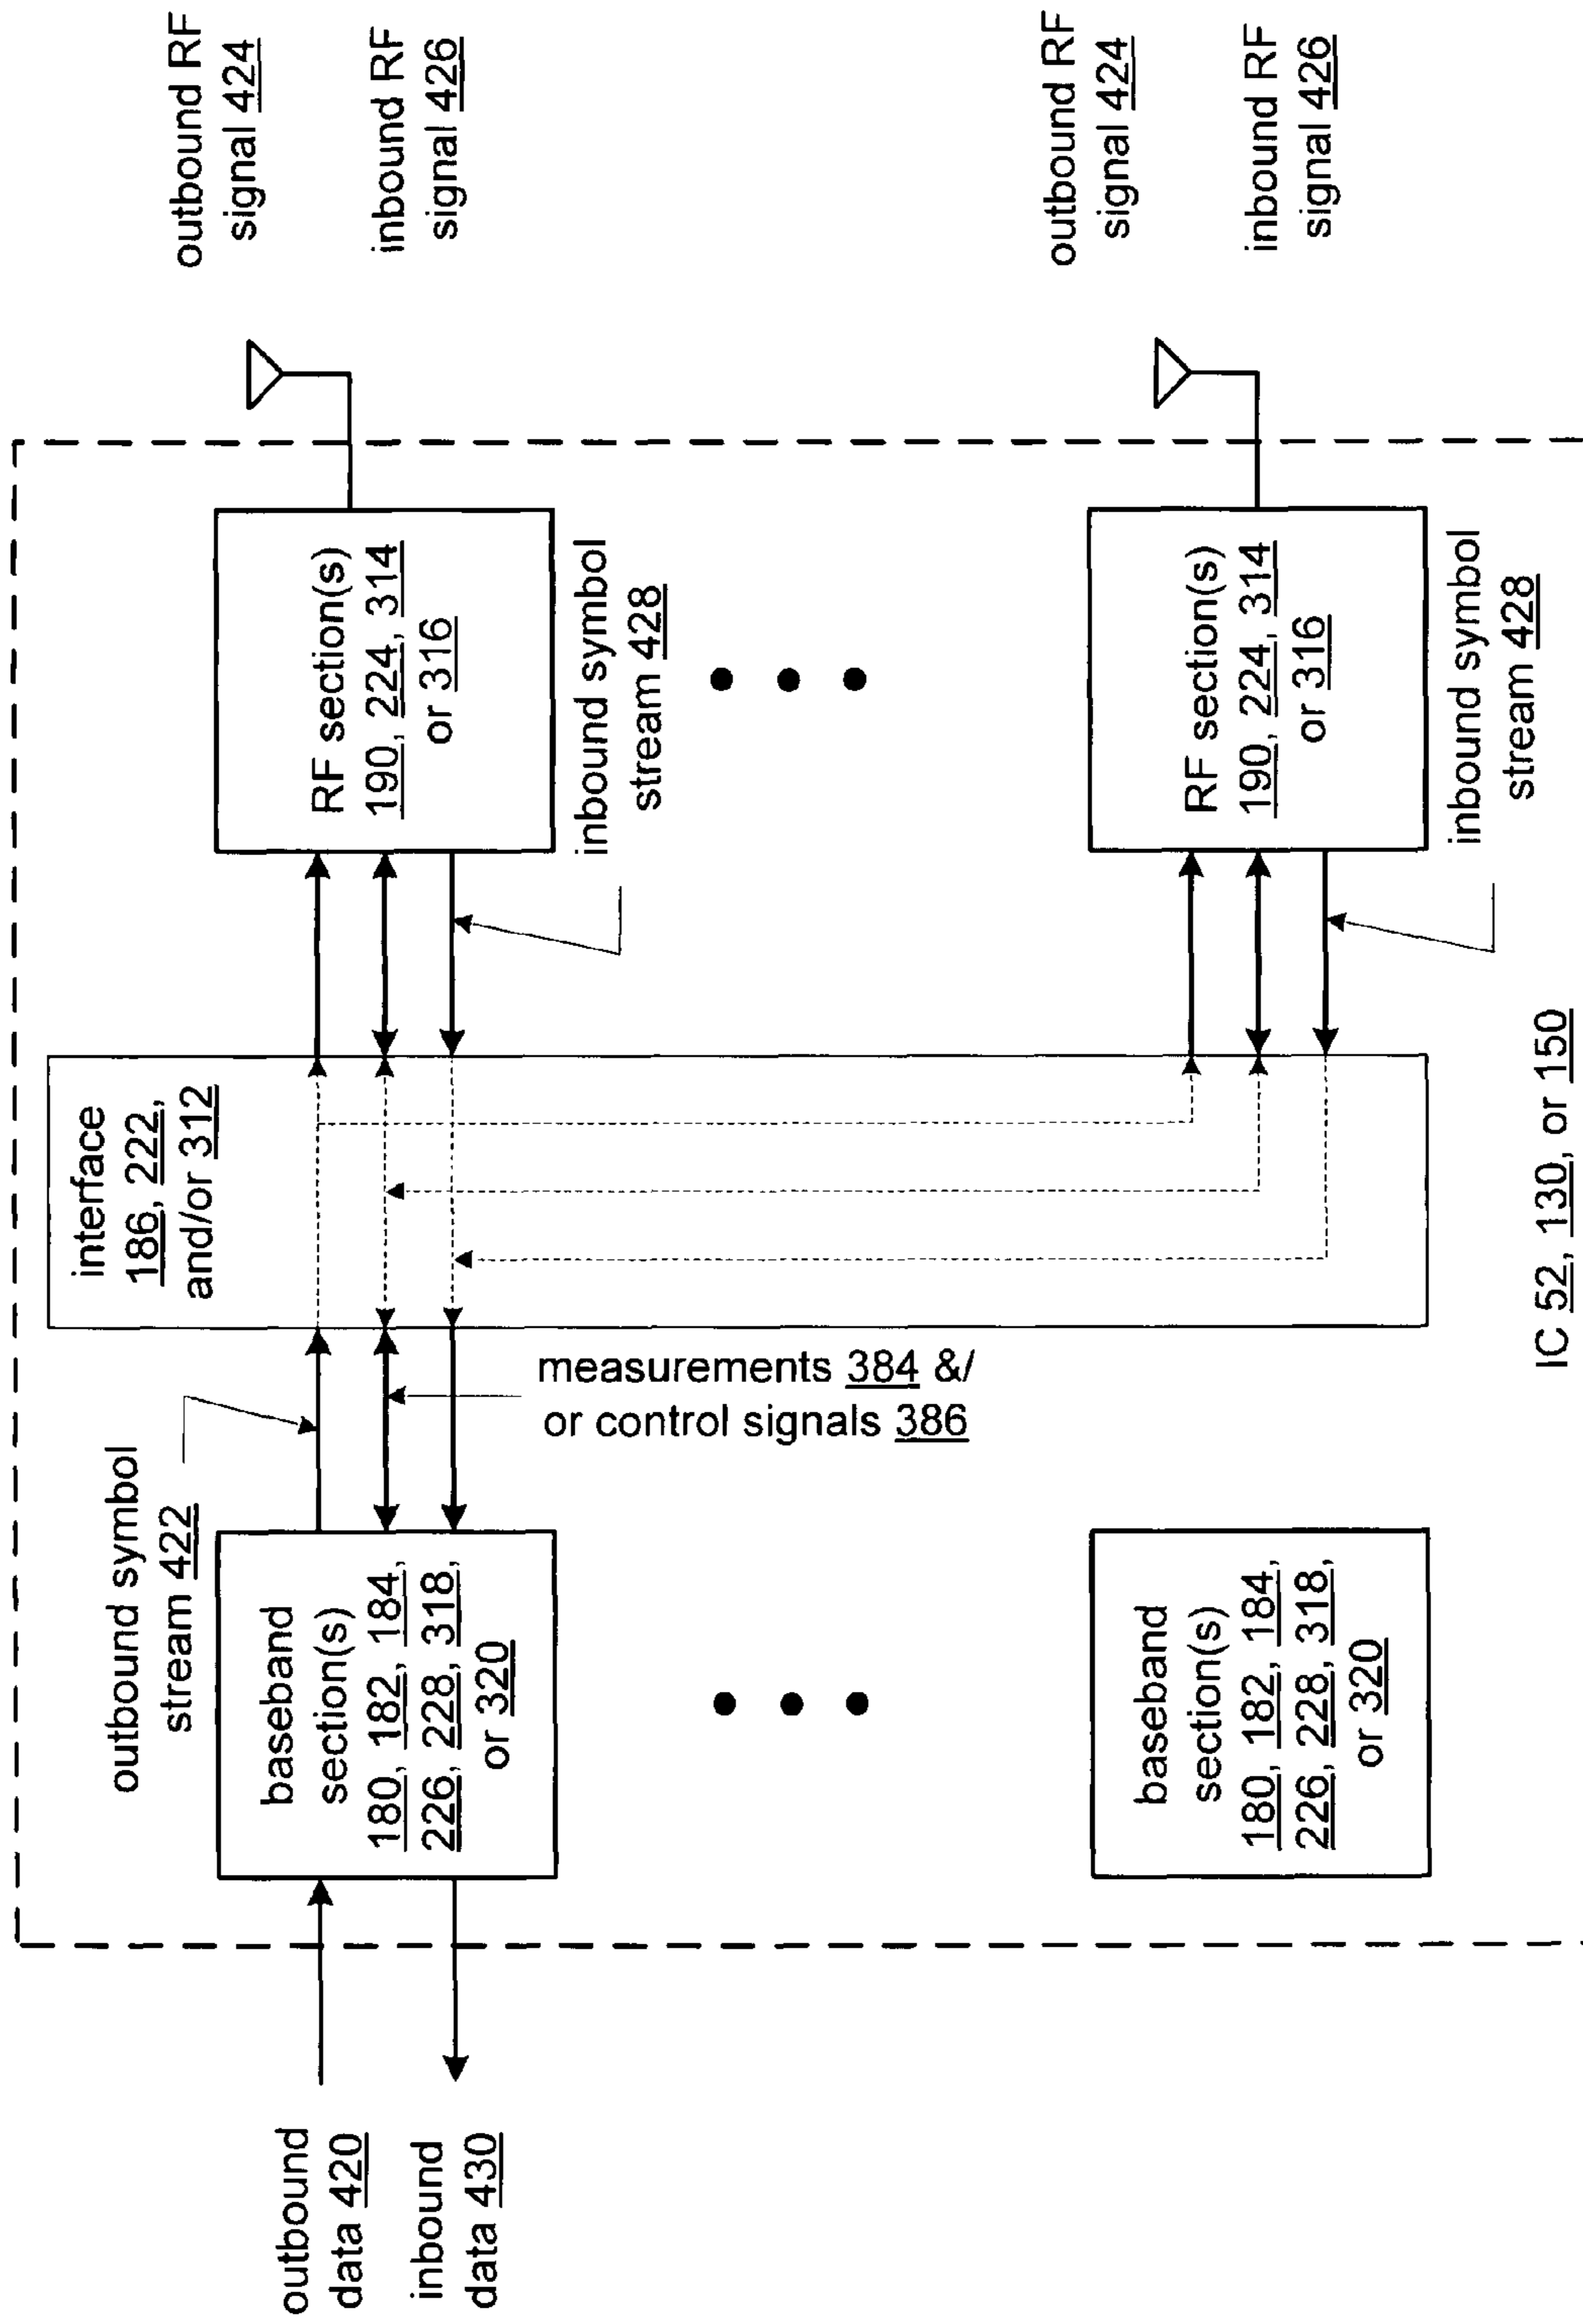 outbound
data 420
inbound
data 430
outbound symbol
stream 422
baseband
section(s)
180, 182, 184,
226, 228, 318,
or 320
measurements 384 &/
or control signals 386
interface
186, 222,
and/or 312
RF section(s)
190, 224, 314
or 316
inbound symbol
stream 428
outbound RF
signal 424
inbound RF
signal 426
baseband
section(s)
180, 182, 184,
226, 228, 318,
or 320
RF section(s)
190, 224, 314
or 316
inbound symbol
stream 428
outbound RF
signal 424
inbound RF
signal 426
IC 52, 130, or 150